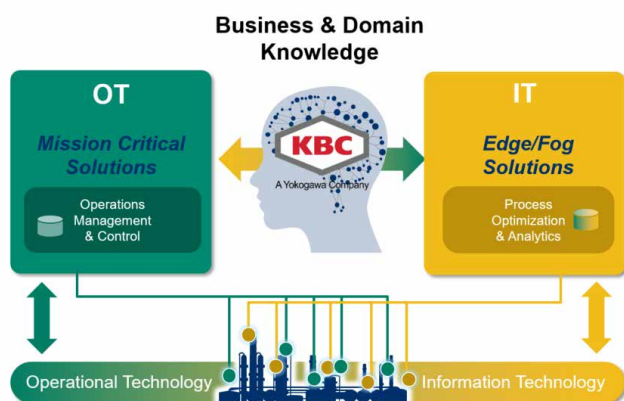 Business & Domain
Knowledge
OT
Mission Critical
Solutions
Operations
Management
& Control
KBC
A Yokogawa Company
IT
Edge/Fog
Solutions
Process
Optimization
& Analytics
Operational Technology
Information Technology